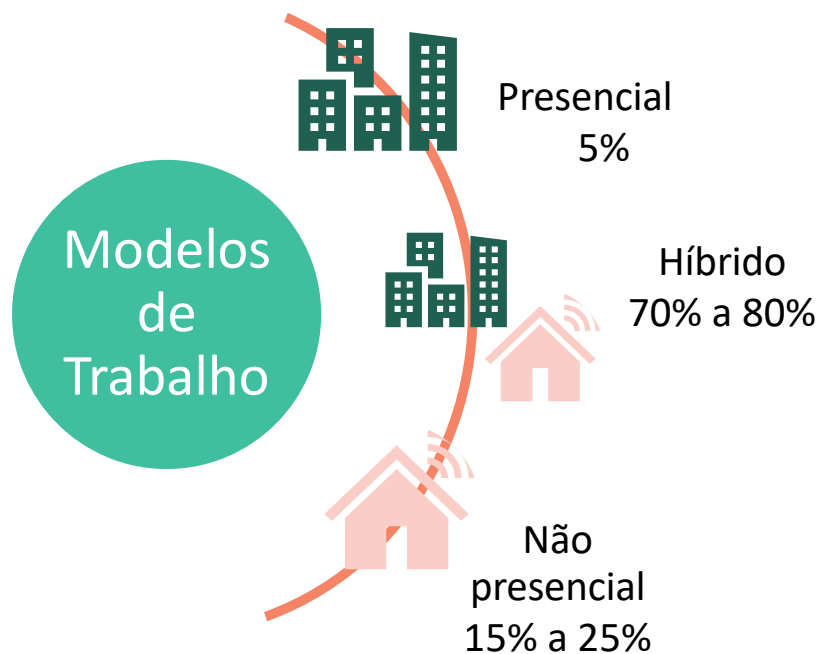 Modelos
de
Trabalho
Presencial
5%
Híbrido
70% a 80%
Não
presencial
15% a 25%